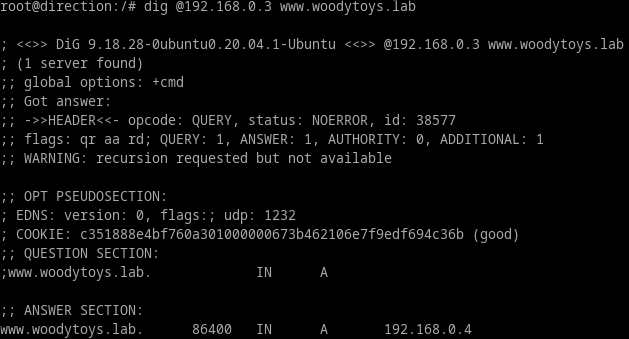 root@direction:/# dig @192.168.0.3 www.woodytoys.lab
; <<>> DiG 9.18.28-0ubuntu0.20.04.1-Ubuntu <<>> @192.168.0.3 www.woodytoys.lab
; (1 server found)
;; global options: +cmd
;; Got answer:
;; ->>HEADER<<- opcode: QUERY, status: NOERROR, id: 38577
;; flags: qr aa rd; QUERY: 1, ANSWER: 1, AUTHORITY: 0, ADDITIONAL: 1
;; WARNING: recursion requested but not available
;; OPT PSEUDOSECTION:
; EDNS: version: 0, flags:; udp: 1232
; COOKIE: c351888e4bf760a301000000673b462106e7f9edf694c36b (good)
;; QUESTION SECTION:
;www.woodytoys.lab. IN A
;; ANSWER SECTION:
www.woodytoys.lab. 86400 IN A 192.168.0.4